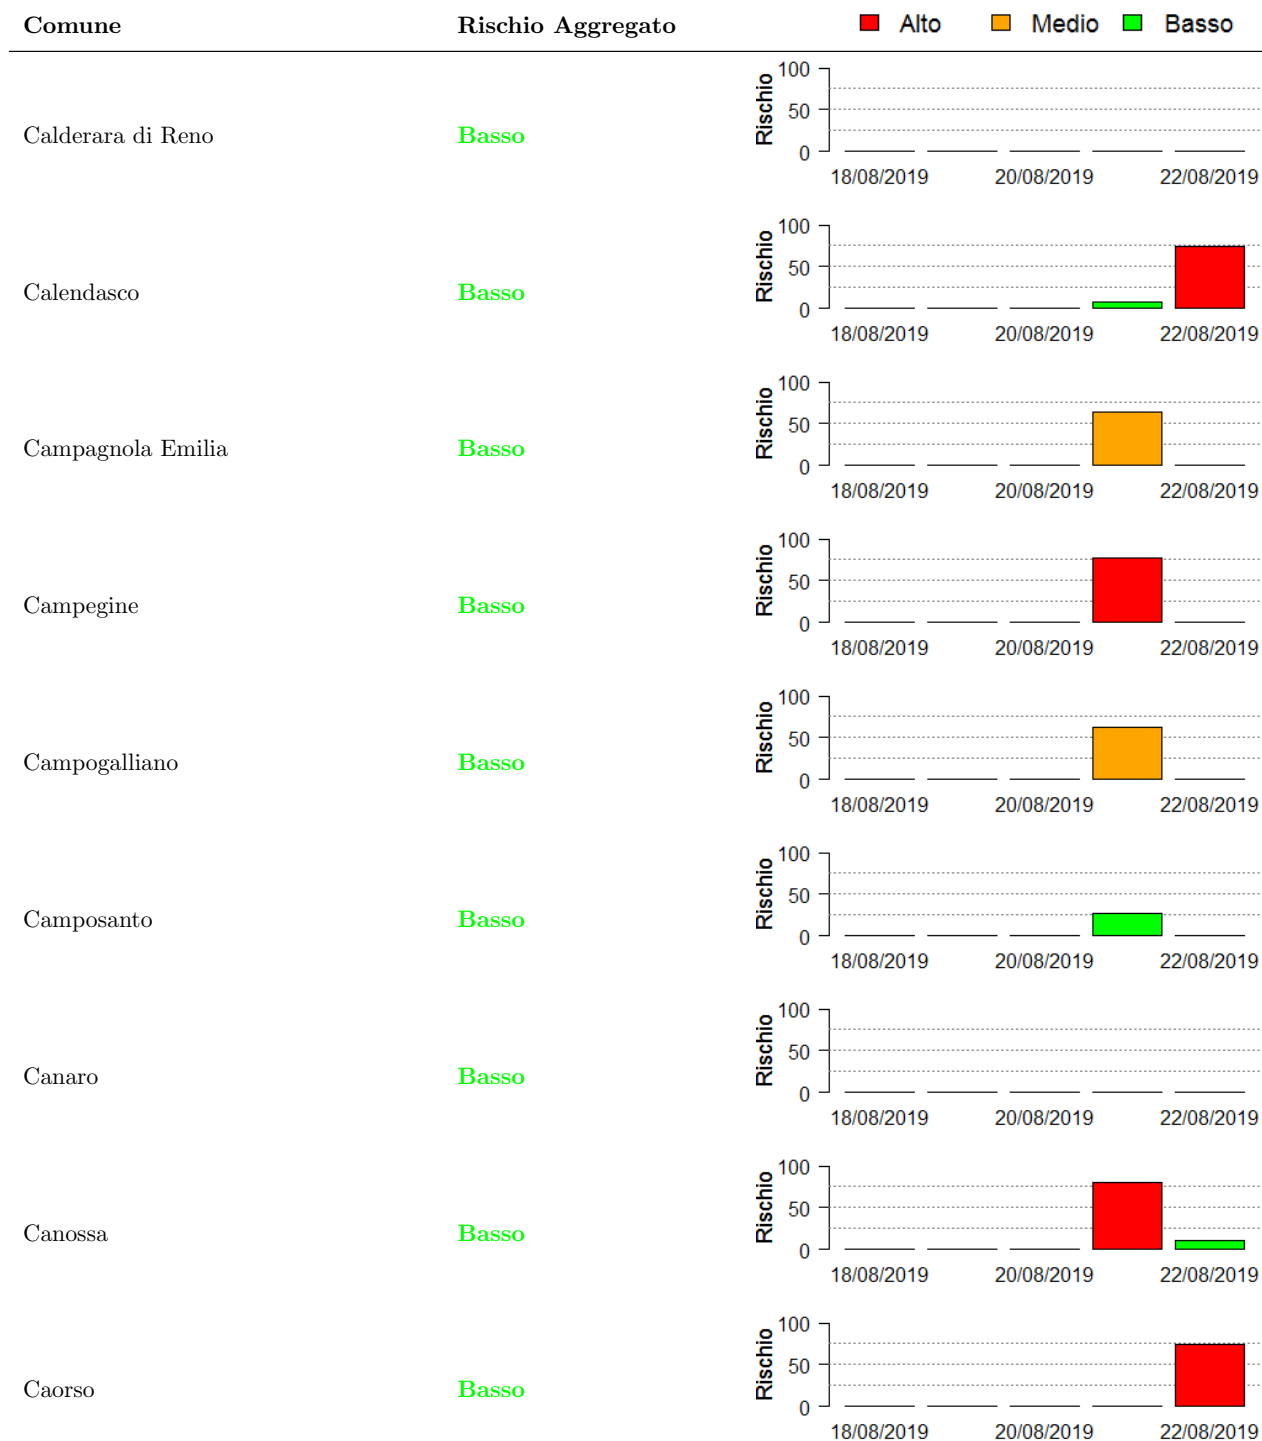 Comune Rischio Aggregato Alto Medio Basso
Calderara di Reno Basso Rischio 100 50 0
18/08/2019 20/08/2019 22/08/2019
Calendasco Basso Rischio 100 50 0
18/08/2019 20/08/2019 22/08/2019
Campagnola Emilia Basso Rischio 100 50 0
18/08/2019 20/08/2019 22/08/2019
Campegine Basso Rischio 100 50 0
18/08/2019 20/08/2019 22/08/2019
Campogalliano Basso Rischio 100 50 0
18/08/2019 20/08/2019 22/08/2019
Camposanto Basso Rischio 100 50 0
18/08/2019 20/08/2019 22/08/2019
Canaro Basso Rischio 100 50 0
18/08/2019 20/08/2019 22/08/2019
Canossa Basso Rischio 100 50 0
18/08/2019 20/08/2019 22/08/2019
Caorso Basso Rischio 100 50 0
18/08/2019 20/08/2019 22/08/2019